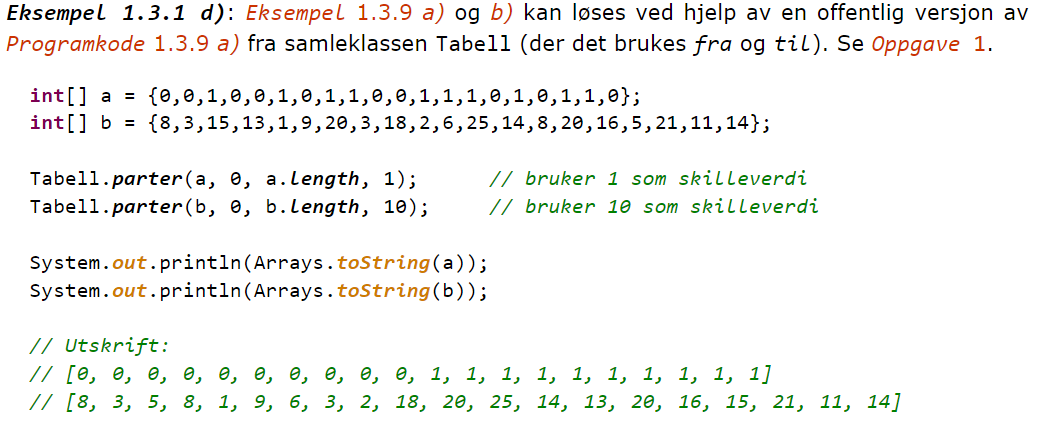 Eksempel 1.3.1 d): Eksempel 1.3.9 a) og b) kan løses ved hjelp av en offentlig versjon av
Programkode 1.3.9 a) fra samleklassen Tabell (der det brukes fra og til). Se Oppgave 1.
int[] a = {0,0,1,0,0,1,0,1,1,0,0,1,1,1,0,1,0,1,1,0};
int[] b = {8,3,15,13,1,9,20,3,18,2,6,25,14,8,20,16,5,21,11,14};
Tabell.parter(a, 0, a.length, 1); // bruker 1 som skilleverdi
Tabell.parter(b, 0, b.length, 10); // bruker 10 som skilleverdi
System.out.println(Arrays.toString(a));
System.out.println(Arrays.toString(b));
// Utskrift:
// [0, 0, 0, 0, 0, 0, 0, 0, 0, 0, 1, 1, 1, 1, 1, 1, 1, 1, 1, 1]
// [8, 3, 5, 8, 1, 9, 6, 3, 2, 18, 20, 25, 14, 13, 20, 16, 15, 21, 11, 14]